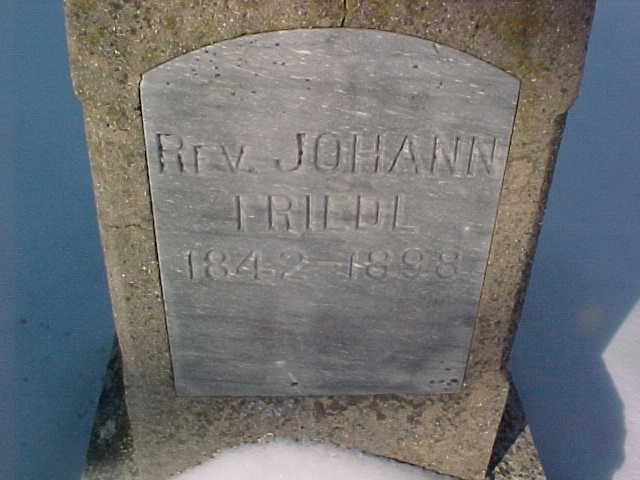 REV. JOHANN
FRIEDL
1842-1898